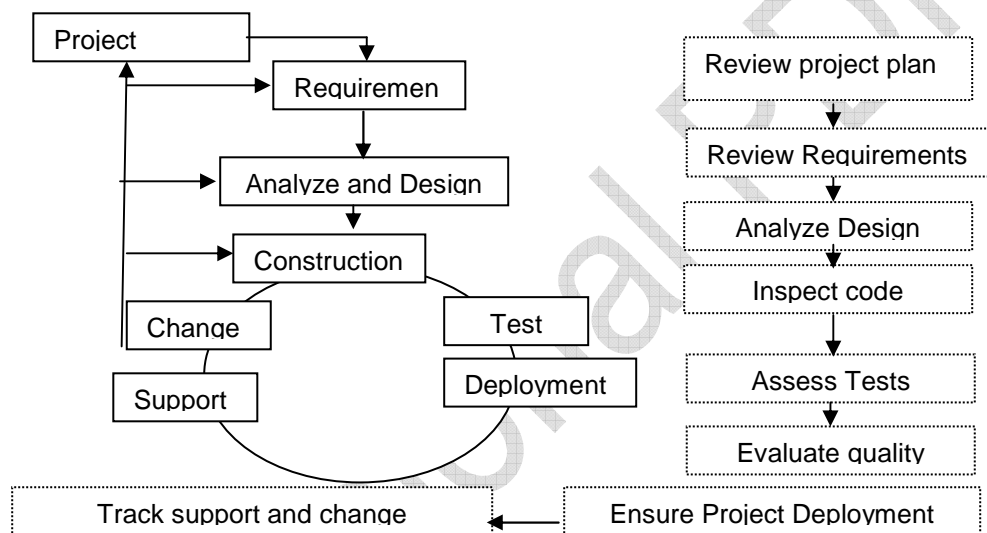 Project
Requiremen
Analyze and Design
Construction
Change
Test
Support
Deployment
Review project plan
Review Requirements
Analyze Design
Inspect code
Assess Tests
Evaluate quality
Ensure Project Deployment
Track support and change